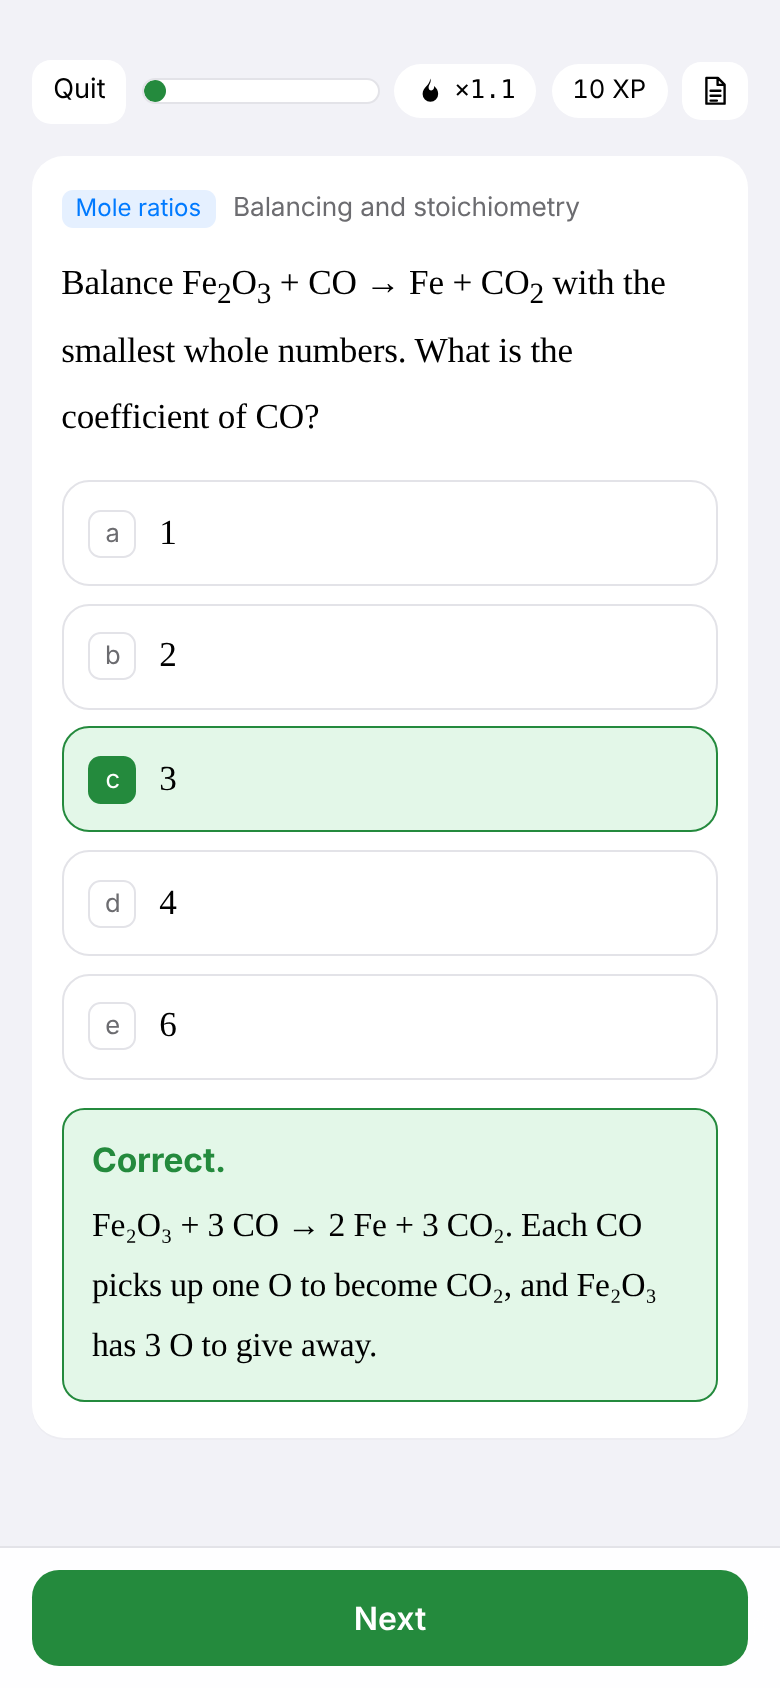 Quit
×1.1
10 XP
Mole ratios
Balancing and stoichiometry
Balance Fe₂O₃ + CO → Fe + CO₂ with the
smallest whole numbers. What is the
coefficient of CO?
a 1
b 2
c 3
d 4
e 6
Correct.
Fe₂O₃ + 3 CO → 2 Fe + 3 CO₂. Each CO
picks up one O to become CO₂, and Fe₂O₃
has 3 O to give away.
Next